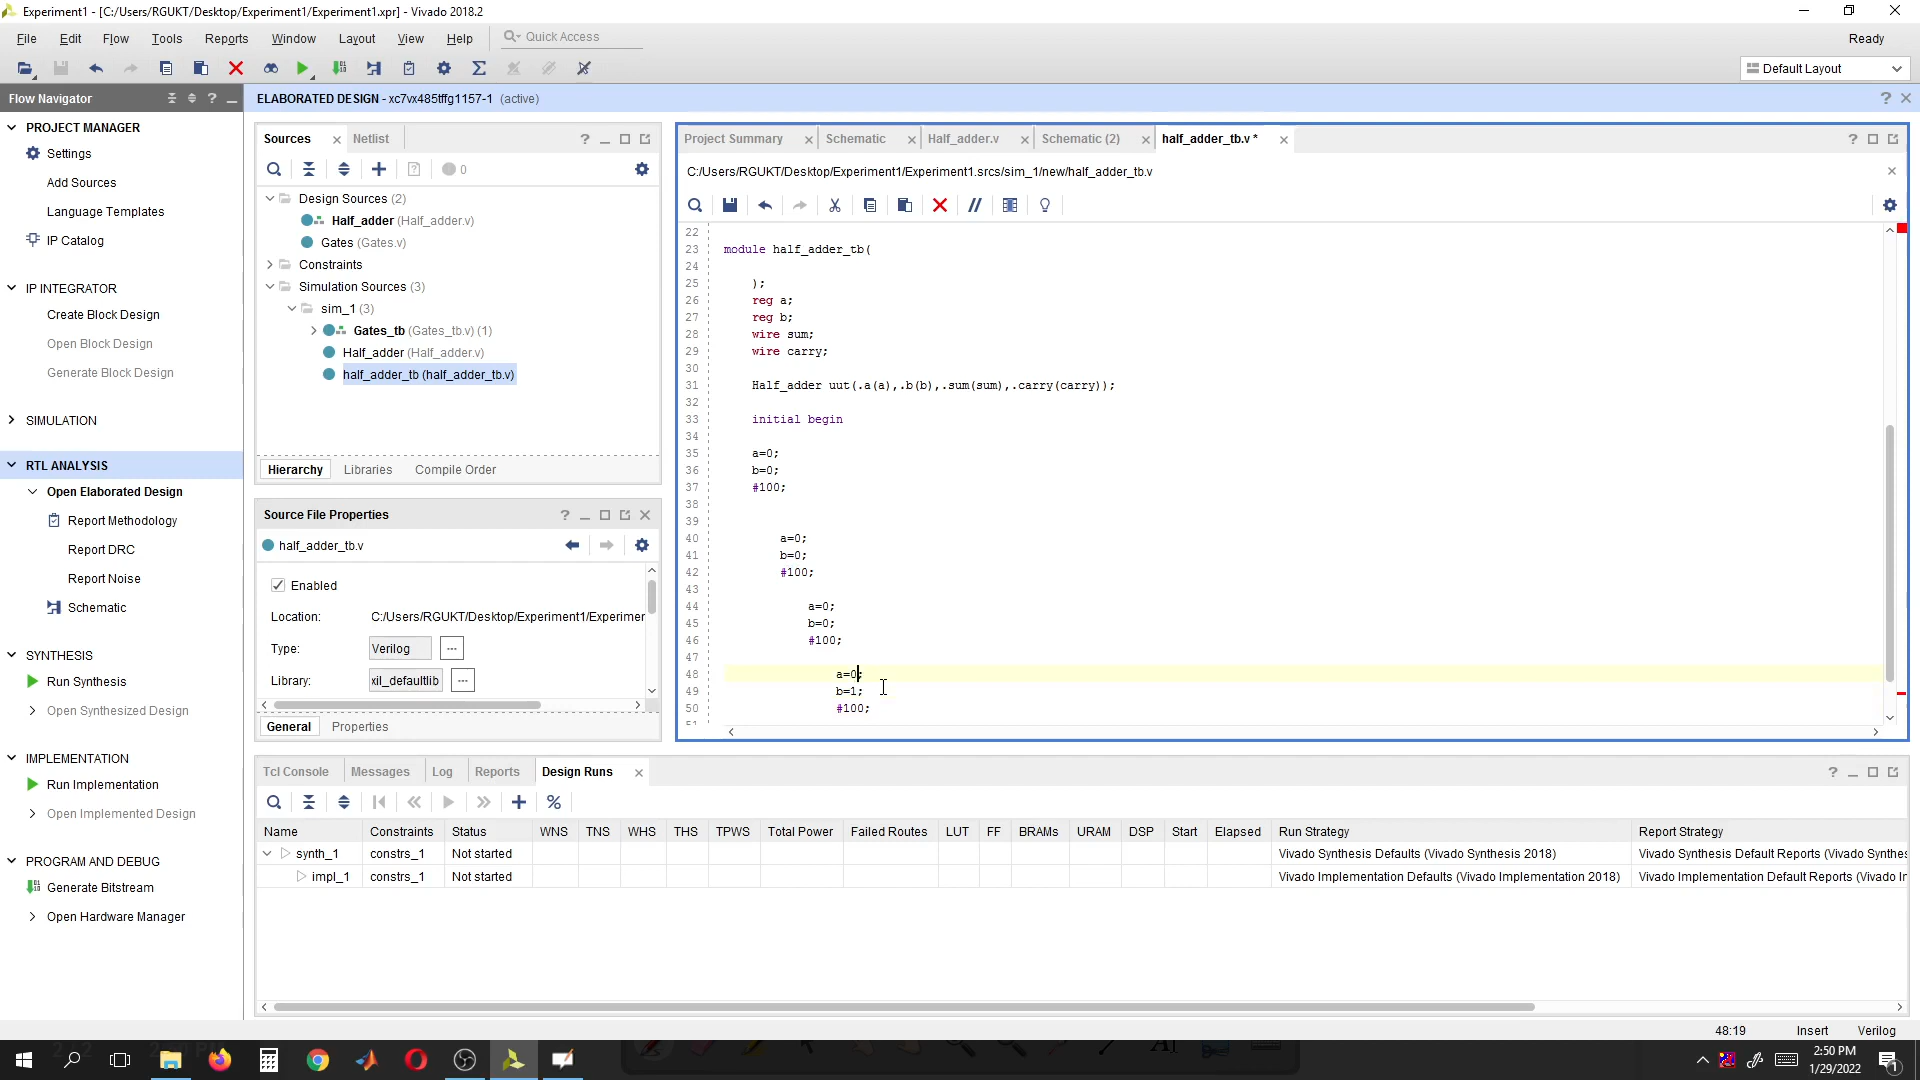 Experiment1 - [C:/Users/RGUKT/Desktop/Experiment1/Experiment1.xpr] - Vivado 2018.2
File Edit Flow Tools Reports Window Layout View Help Quick Access Ready
Default Layout
Flow Navigator
ELABORATED DESIGN - xc7vx485tffg1157-1 (active)
PROJECT MANAGER
Settings
Add Sources
Language Templates
IP Catalog
IP INTEGRATOR
Create Block Design
Open Block Design
Generate Block Design
SIMULATION
RTL ANALYSIS
Open Elaborated Design
Report Methodology
Report DRC
Report Noise
Schematic
SYNTHESIS
Run Synthesis
Open Synthesized Design
IMPLEMENTATION
Run Implementation
Open Implemented Design
PROGRAM AND DEBUG
Generate Bitstream
Open Hardware Manager
Sources Netlist
0
Design Sources (2)
Half_adder (Half_adder.v)
Gates (Gates.v)
Constraints
Simulation Sources (3)
sim_1 (3)
Gates_tb (Gates_tb.v) (1)
Half_adder (Half_adder.v)
half_adder_tb (half_adder_tb.v)
Hierarchy Libraries Compile Order
Source File Properties
half_adder_tb.v
Enabled
Location: C:/Users/RGUKT/Desktop/Experiment1/Experimer
Type: Verilog
Library: xil_defaultlib
General Properties
Project Summary Schematic Half_adder.v Schematic (2) half_adder_tb.v *
C:/Users/RGUKT/Desktop/Experiment1/Experiment1.srcs/sim_1/new/half_adder_tb.v
22
23 module half_adder_tb(
24
25 );
26 reg a;
27 reg b;
28 wire sum;
29 wire carry;
30
31 Half_adder uut(.a(a),.b(b),.sum(sum),.carry(carry));
32
33 initial begin
34
35 a=0;
36 b=0;
37 #100;
38
39
40 a=0;
41 b=0;
42 #100;
43
44 a=0;
45 b=0;
46 #100;
47
48 a=0;
49 b=1;
50 #100;
51
Tcl Console Messages Log Reports Design Runs
Name Constraints Status WNS TNS WHS THS TPWS Total Power Failed Routes LUT FF BRAMs URAM DSP Start Elapsed Run Strategy Report Strategy
synth_1 constrs_1 Not started Vivado Synthesis Defaults (Vivado Synthesis 2018) Vivado Synthesis Default Reports (Vivado Synthes
impl_1 constrs_1 Not started Vivado Implementation Defaults (Vivado Implementation 2018) Vivado Implementation Default Reports (Vivado Ir
48:19 Insert Verilog
2:50 PM
1/29/2022
1